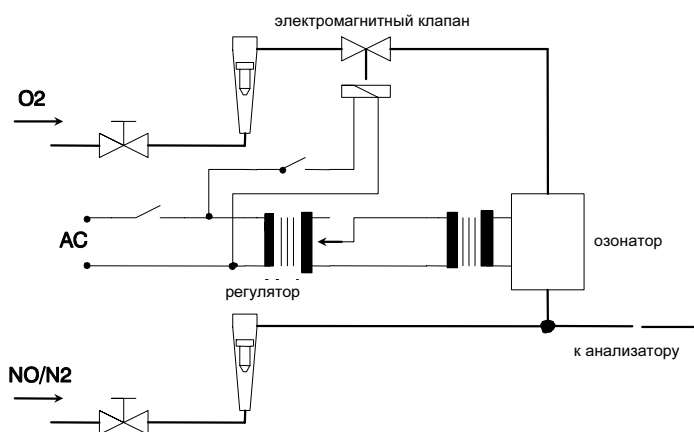 электромагнитный клапан
O2
AC
озонатор
регулятор
к анализатору
NO/N2